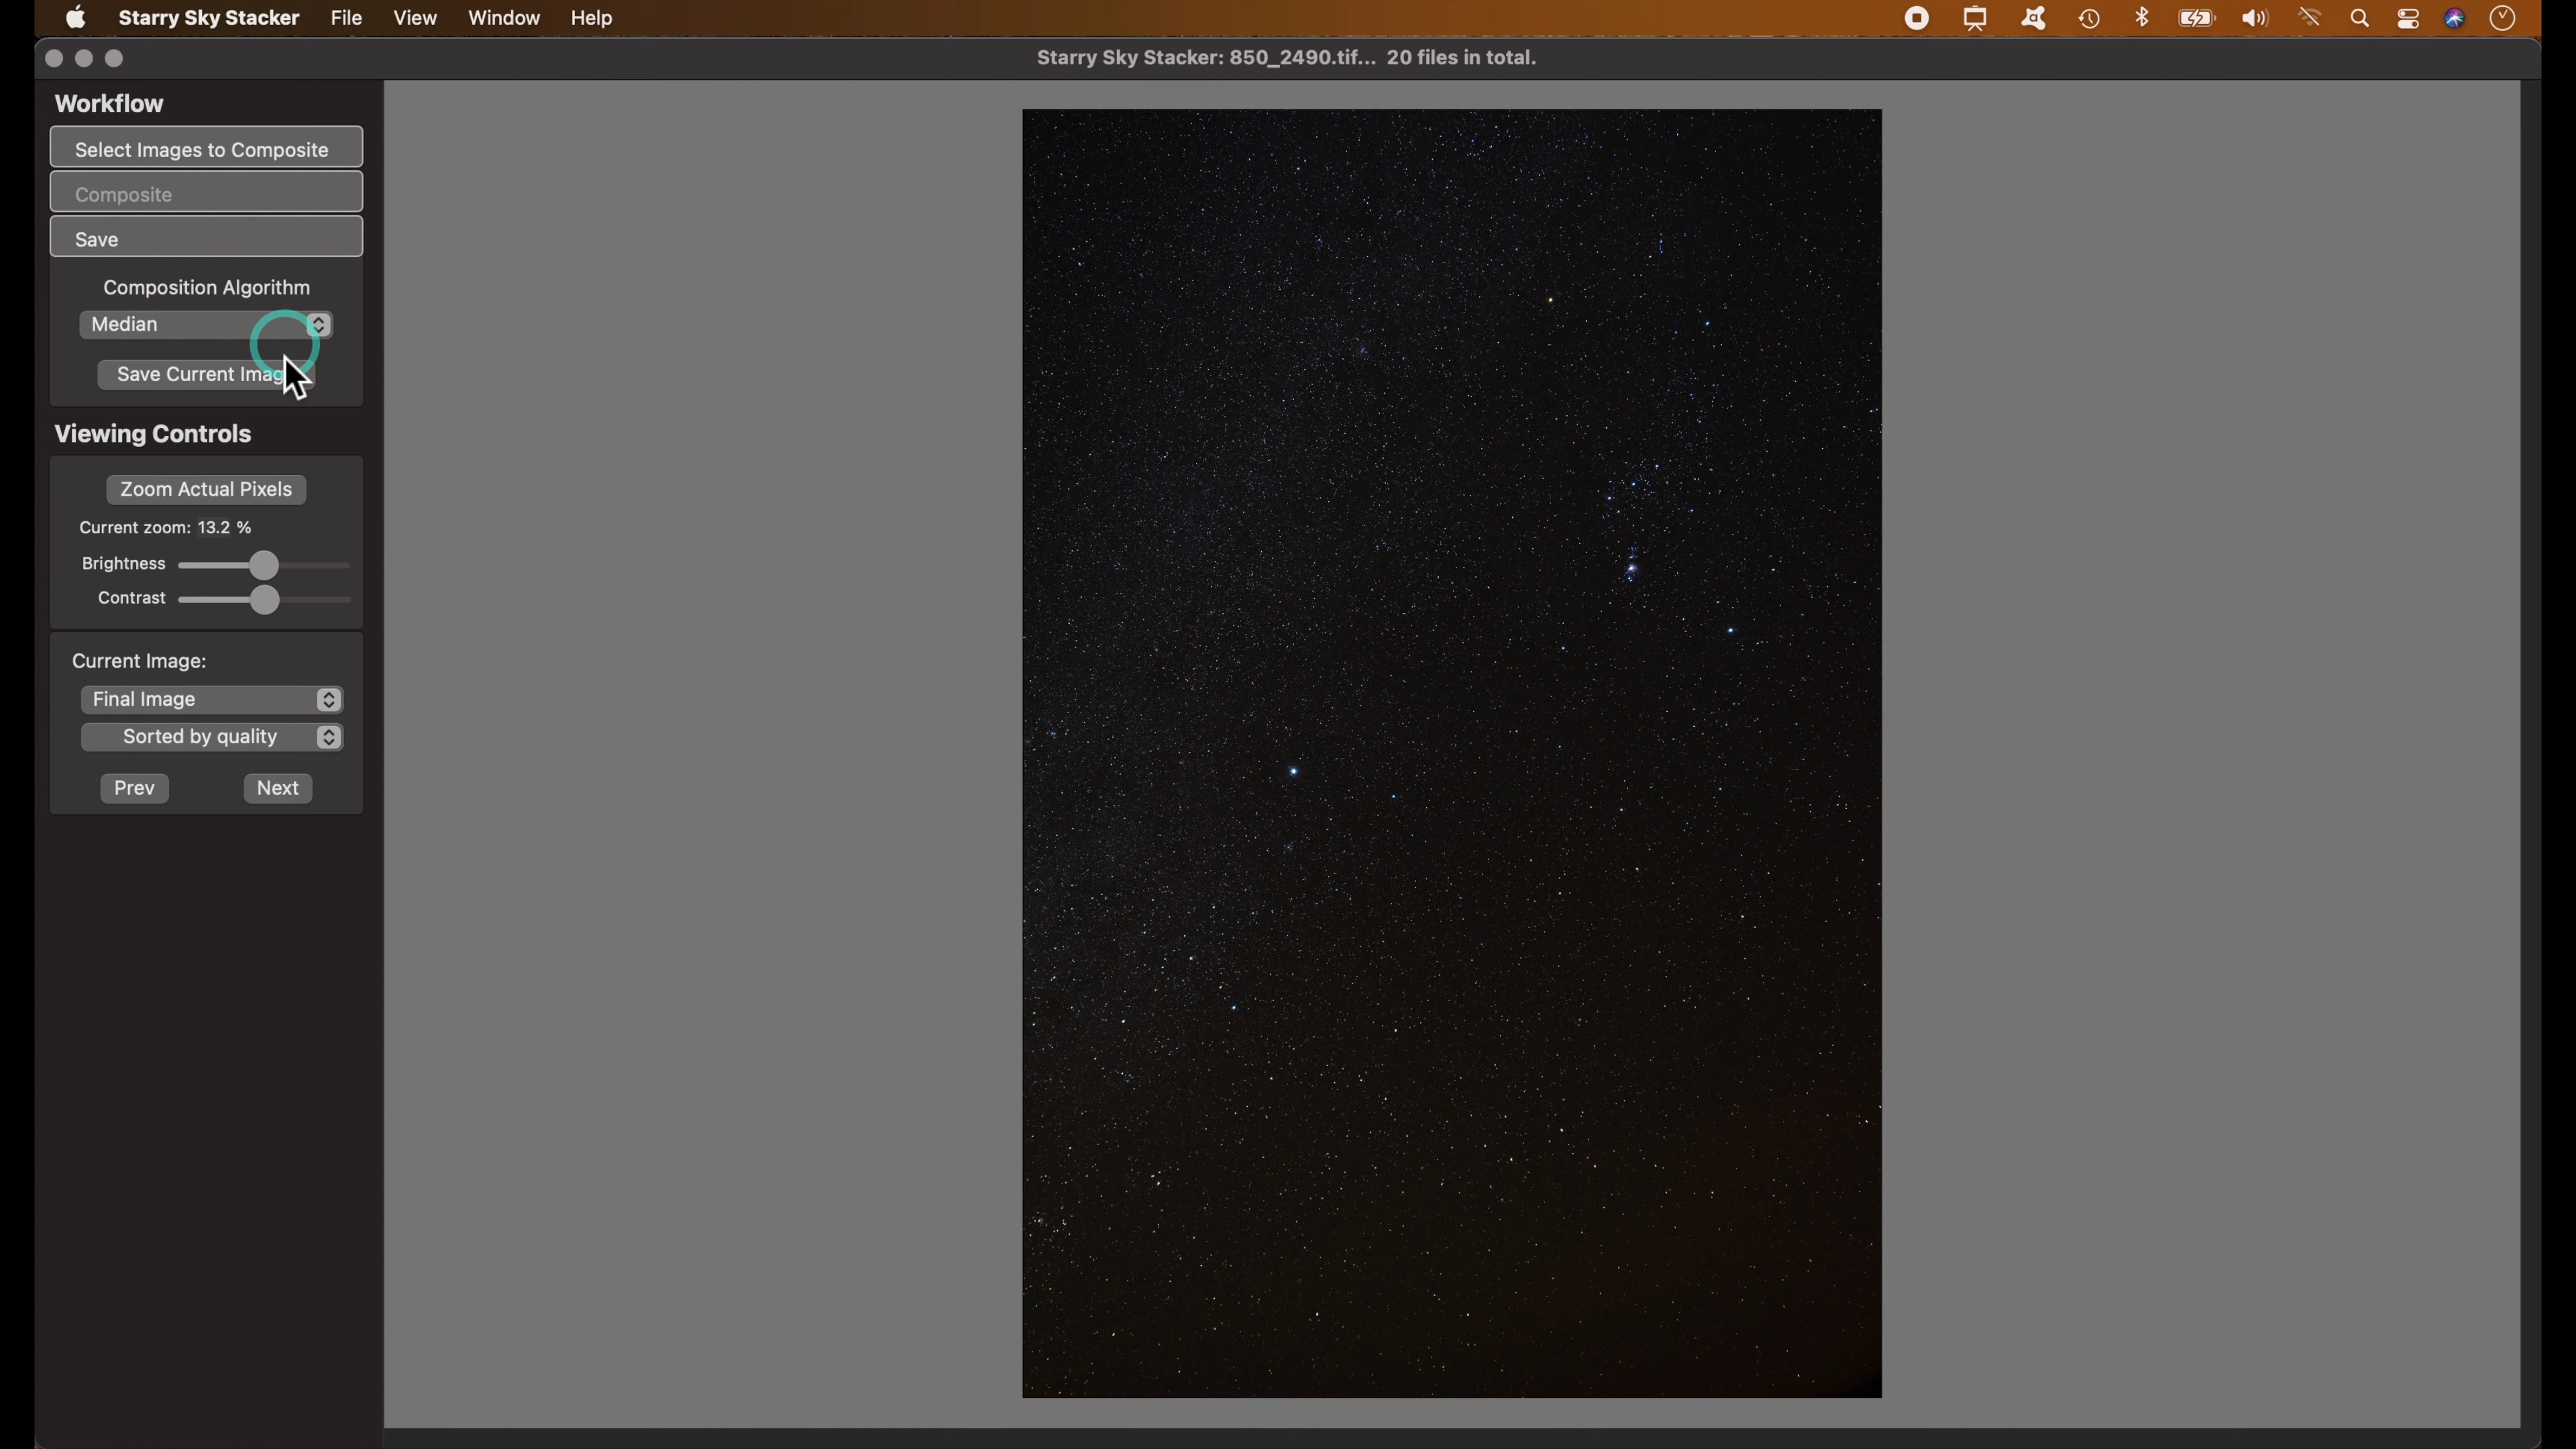 Starry Sky Stacker File View Window Help
Starry Sky Stacker: 850_2490.tif... 20 files in total.
Workflow
Select Images to Composite
Composite
Save
Composition Algorithm
Median
Save Current Imag
Viewing Controls
Zoom Actual Pixels
Current zoom: 13.2 %
Brightness
Contrast
Current Image:
Final Image
Sorted by quality
Prev Next